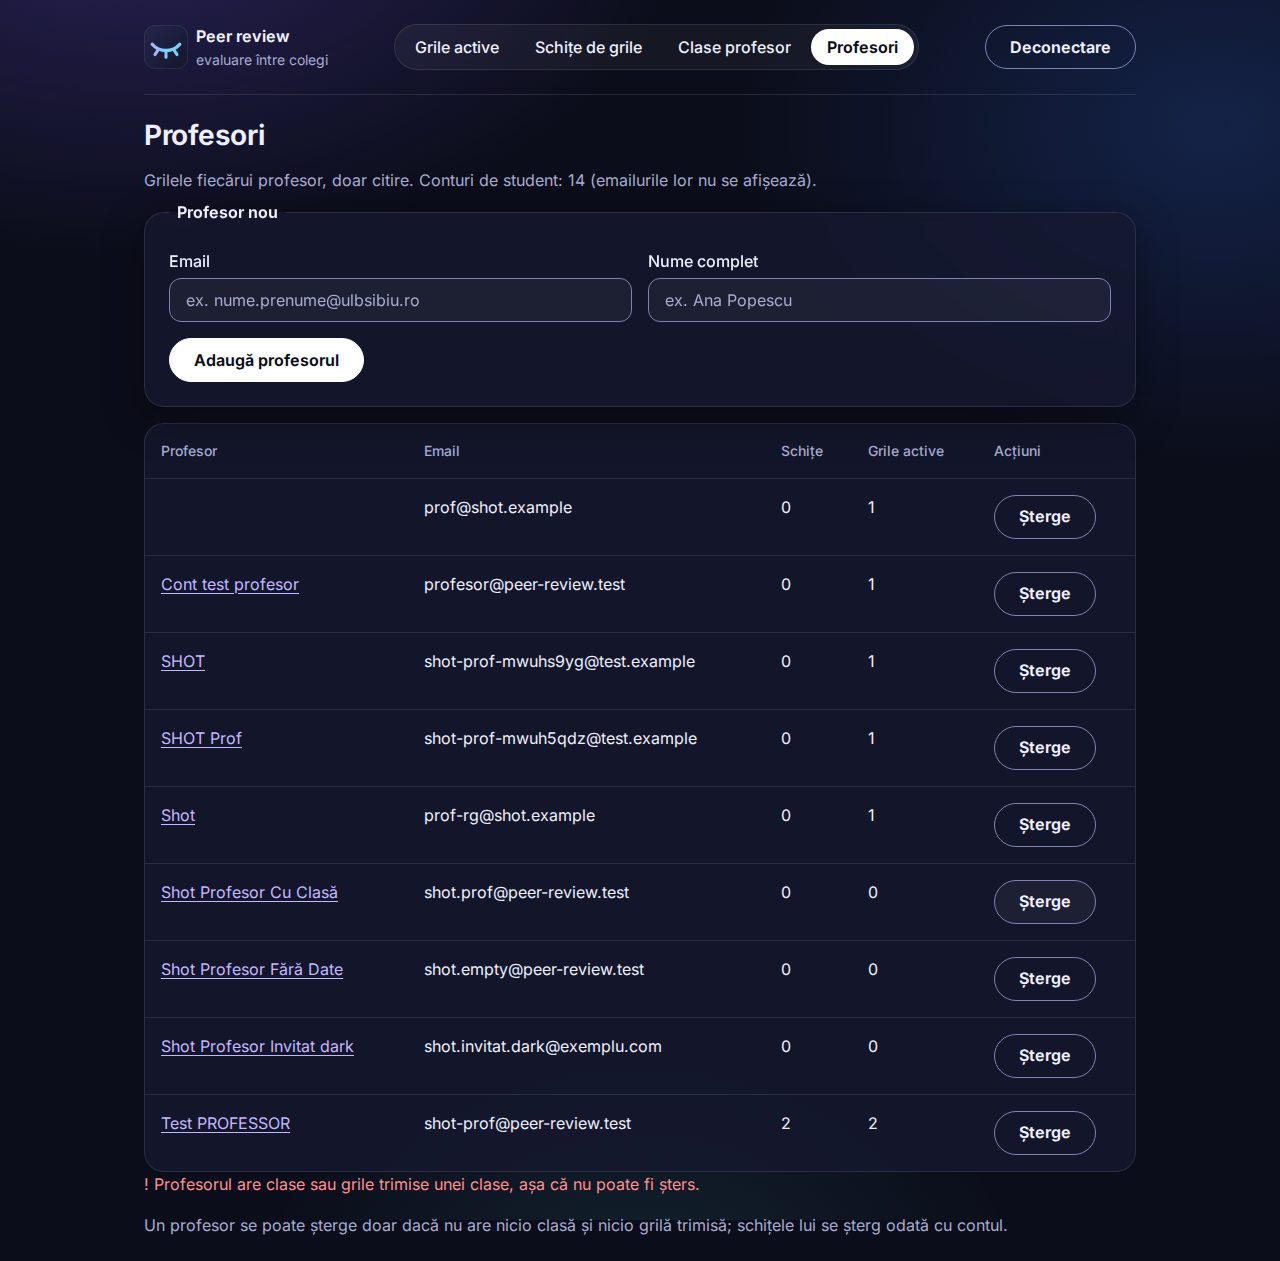 Peer review
evaluare între colegi
Grile active
Schițe de grile
Clase profesor
Profesori
Deconectare
Profesori
Grilele fiecărui profesor, doar citire. Conturi de student: 14 (emailurile lor nu se afișează).
Profesor nou
Email
Nume complet
ex. nume.prenume@ulbsibiu.ro
ex. Ana Popescu
Adaugă profesorul
Profesor Email Schițe Grile active Acțiuni
prof@shot.example 0 1 Șterge
Cont test profesor profesor@peer-review.test 0 1 Șterge
SHOT shot-prof-mwuhs9yg@test.example 0 1 Șterge
SHOT Prof shot-prof-mwuh5qdz@test.example 0 1 Șterge
Shot prof-rg@shot.example 0 1 Șterge
Shot Profesor Cu Clasă shot.prof@peer-review.test 0 0 Șterge
Shot Profesor Fără Date shot.empty@peer-review.test 0 0 Șterge
Shot Profesor Invitat dark shot.invitat.dark@exemplu.com 0 0 Șterge
Test PROFESSOR shot-prof@peer-review.test 2 2 Șterge
! Profesorul are clase sau grile trimise unei clase, așa că nu poate fi șters.
Un profesor se poate șterge doar dacă nu are nicio clasă și nicio grilă trimisă; schițele lui se șterg odată cu contul.